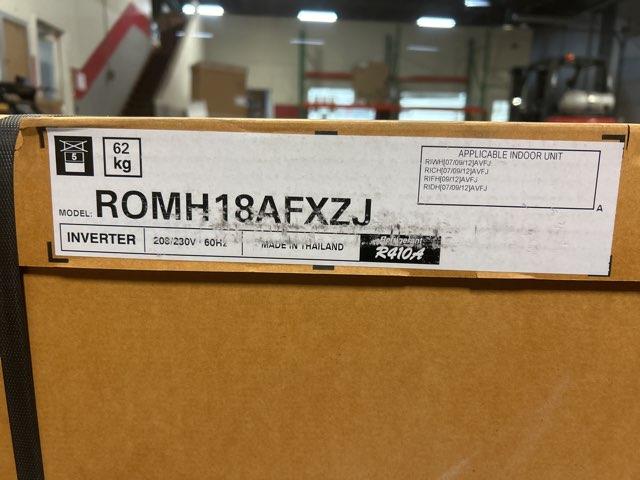 5
62
kg
APPLICABLE INDOOR UNIT
RIWH[07/09/12]AVFJ
RICH[07/09/12]AVFJ
RIFH[09/12]AVFJ
RIDH[07/09/12]AVFJ
A
MODEL: ROMH18AFXZJ
INVERTER 208/230V · 60Hz MADE IN THAILAND Refrigerant R410A